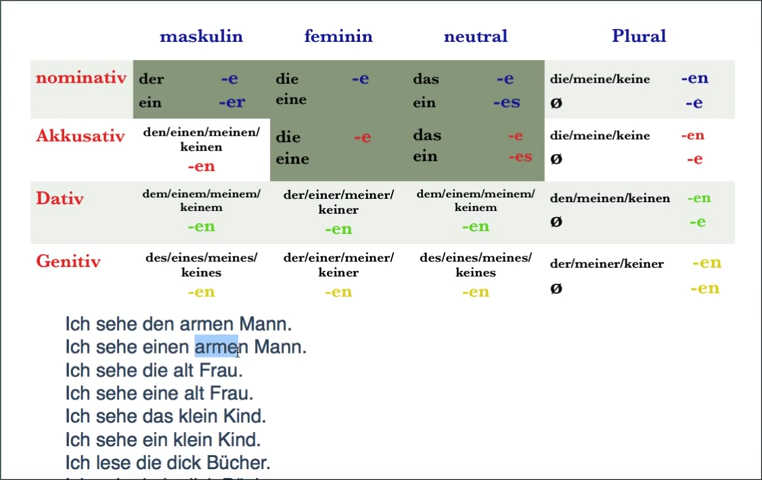 maskulin feminin neutral Plural
nominativ der -e die -e das -e die/meine/keine -en
ein -er eine ein -es Ø -e
Akkusativ den/einen/meinen/ die -e das -e die/meine/keine -en
keinen eine ein -es Ø -e
-en
Dativ dem/einem/meinem/ der/einer/meiner/ dem/einem/meinem/ den/meinen/keinen -en
keinem keiner keinem Ø -e
-en -en -en
Genitiv des/eines/meines/ der/einer/meiner/ des/eines/meines/ der/meiner/keiner -en
keines keiner keines Ø -en
-en -en -en
Ich sehe den armen Mann.
Ich sehe einen armen Mann.
Ich sehe die alt Frau.
Ich sehe eine alt Frau.
Ich sehe das klein Kind.
Ich sehe ein klein Kind.
Ich lese die dick Bücher.